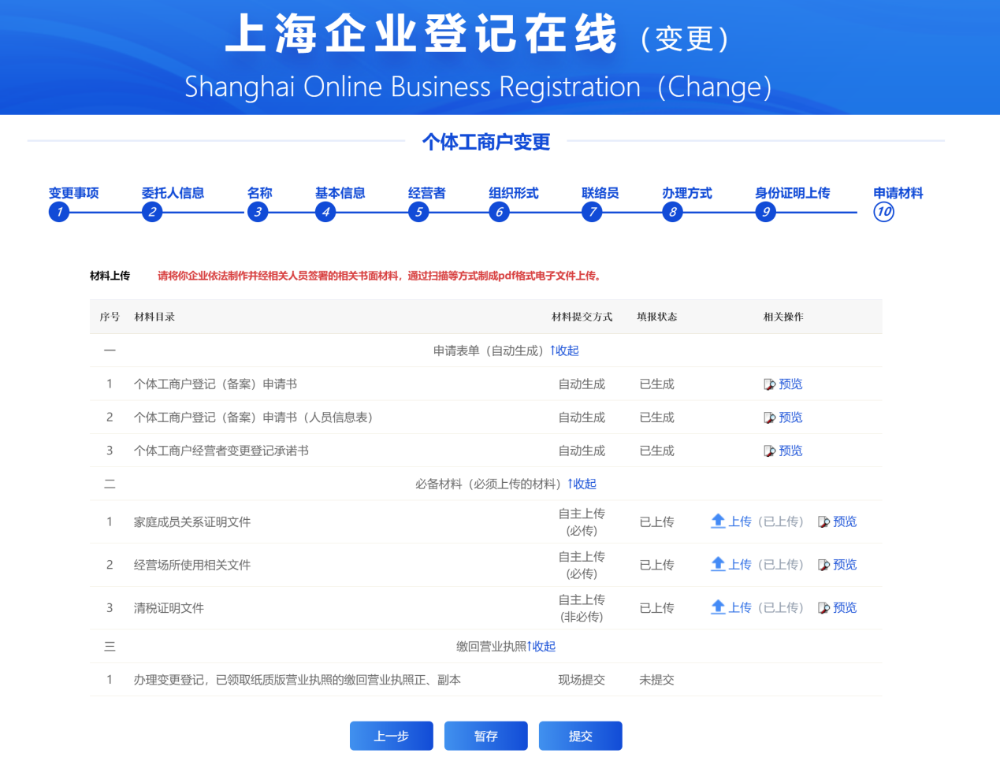 上海企业登记在线（变更）
Shanghai Online Business Registration（Change）
个体工商户变更
变更事项 委托人信息 名称 基本信息 经营者 组织形式 联络员 办理方式 身份证明上传 申请材料
1 2 3 4 5 6 7 8 9 10
材料上传 请将你企业依法制作并经相关人员签署的相关书面材料，通过扫描等方式制成pdf格式电子文件上传。
序号 材料目录 材料提交方式 填报状态 相关操作
一 申请表单（自动生成）↑收起
1 个体工商户登记（备案）申请书 自动生成 已生成 预览
2 个体工商户登记（备案）申请书（人员信息表） 自动生成 已生成 预览
3 个体工商户经营者变更登记承诺书 自动生成 已生成 预览
二 必备材料（必须上传的材料）↑收起
1 家庭成员关系证明文件 自主上传 (必传) 已上传 上传（已上传） 预览
2 经营场所使用相关文件 自主上传 (必传) 已上传 上传（已上传） 预览
3 清税证明文件 自主上传 (非必传) 已上传 上传（已上传） 预览
三 缴回营业执照↑收起
1 办理变更登记，已领取纸质版营业执照的缴回营业执照正、副本 现场提交 未提交
上一步 暂存 提交